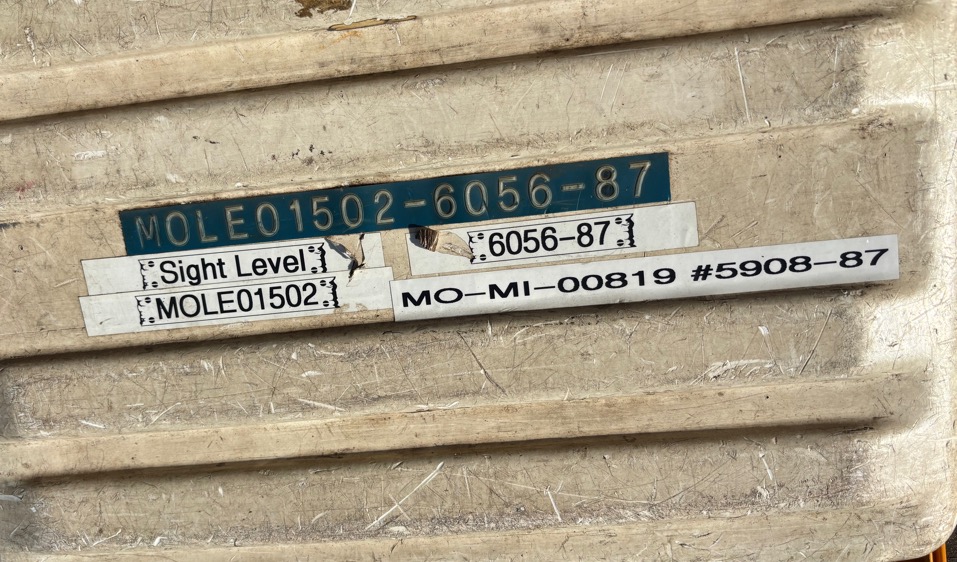 MOLE01502-6056-87
Sight Level
6056-87
MOLE01502
MO-MI-00819 #5908-87